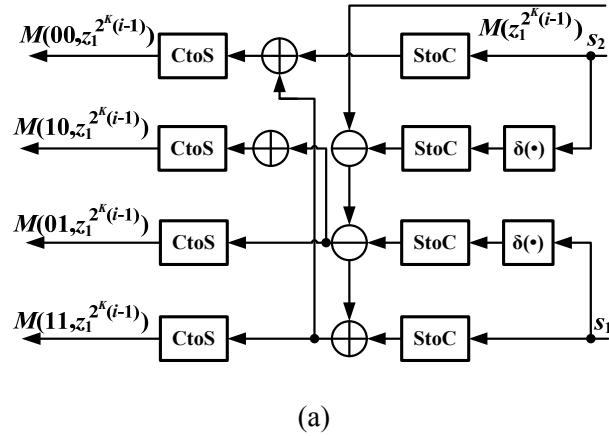 M(z₁^{2^K(i-1)}) s₂
M(00,z₁^{2^K(i-1)}) CtoS StoC
M(10,z₁^{2^K(i-1)}) CtoS StoC δ(•)
M(01,z₁^{2^K(i-1)}) CtoS StoC δ(•)
M(11,z₁^{2^K(i-1)}) CtoS StoC s₁
(a)